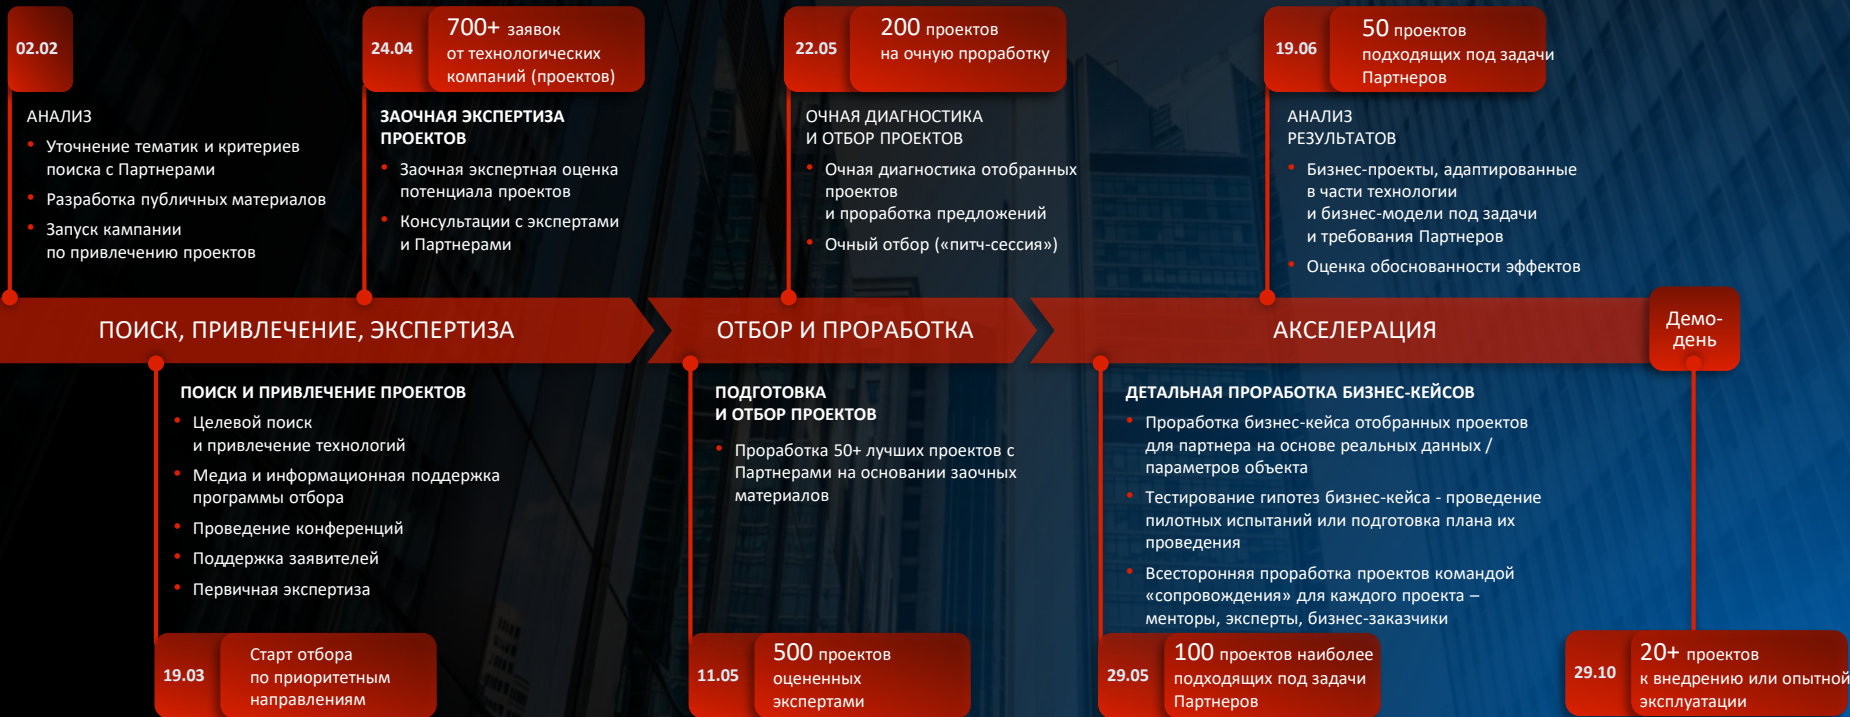 02.02
24.04
700+ заявок
от технологических
компаний (проектов)
22.05
200 проектов
на очную проработку
19.06
50 проектов
подходящих под задачи
Партнеров
АНАЛИЗ
• Уточнение тематик и критериев
поиска с Партнерами
• Разработка публичных материалов
• Запуск кампании
по привлечению проектов
ЗАОЧНАЯ ЭКСПЕРТИЗА
ПРОЕКТОВ
• Заочная экспертная оценка
потенциала проектов
• Консультации с экспертами
и Партнерами
ОЧНАЯ ДИАГНОСТИКА
И ОТБОР ПРОЕКТОВ
• Очная диагностика отобранных
проектов
и проработка предложений
• Очный отбор («питч-сессия»)
АНАЛИЗ
РЕЗУЛЬТАТОВ
• Бизнес-проекты, адаптированные
в части технологии
и бизнес-модели под задачи
и требования Партнеров
• Оценка обоснованности эффектов
ПОИСК, ПРИВЛЕЧЕНИЕ, ЭКСПЕРТИЗА
ОТБОР И ПРОРАБОТКА
АКСЕЛЕРАЦИЯ
Демо-
день
ПОИСК И ПРИВЛЕЧЕНИЕ ПРОЕКТОВ
• Целевой поиск
и привлечение технологий
• Медиа и информационная поддержка
программы отбора
• Проведение конференций
• Поддержка заявителей
• Первичная экспертиза
ПОДГОТОВКА
И ОТБОР ПРОЕКТОВ
• Проработка 50+ лучших проектов с
Партнерами на основании заочных
материалов
ДЕТАЛЬНАЯ ПРОРАБОТКА БИЗНЕС-КЕЙСОВ
• Проработка бизнес-кейса отобранных проектов
для партнера на основе реальных данных /
параметров объекта
• Тестирование гипотез бизнес-кейса - проведение
пилотных испытаний или подготовка плана их
проведения
• Всесторонняя проработка проектов командой
«сопровождения» для каждого проекта –
менторы, эксперты, бизнес-заказчики
19.03
Старт отбора
по приоритетным
направлениям
11.05
500 проектов
оцененных
экспертами
29.05
100 проектов наиболее
подходящих под задачи
Партнеров
29.10
20+ проектов
к внедрению или опытной
эксплуатации